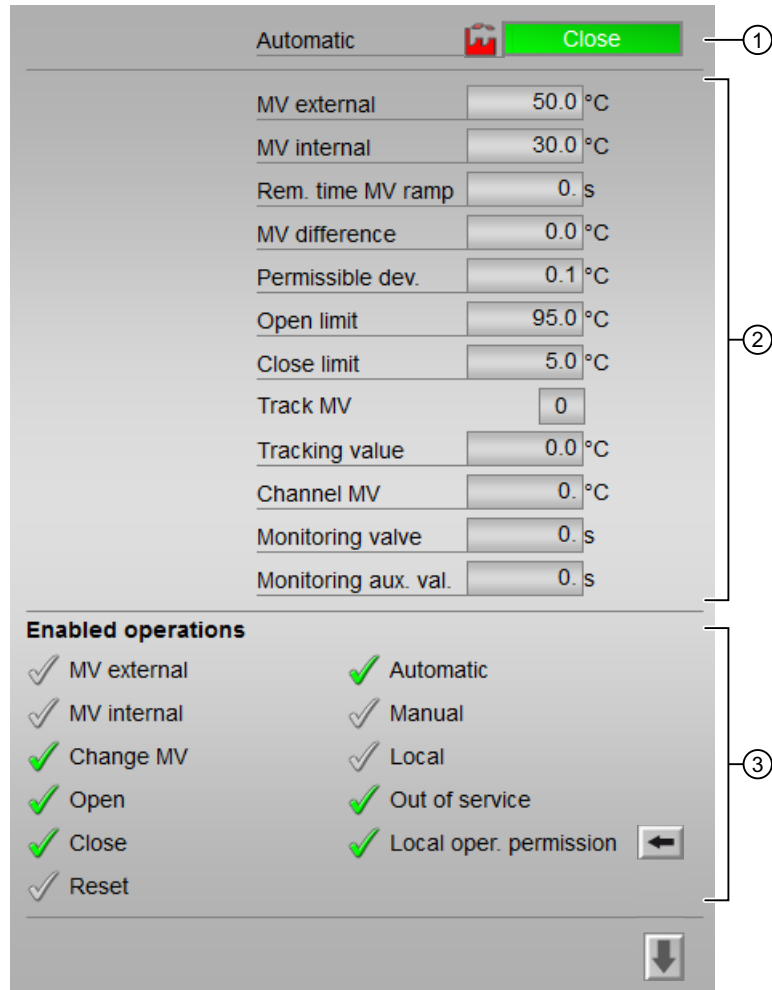 Automatic Close 1
MV external 50.0 °C
MV internal 30.0 °C
Rem. time MV ramp 0. s
MV difference 0.0 °C
Permissible dev. 0.1 °C
Open limit 95.0 °C
2
Close limit 5.0 °C
Track MV 0
Tracking value 0.0 °C
Channel MV 0. °C
Monitoring valve 0. s
Monitoring aux. val. 0. s
Enabled operations
MV external Automatic
MV internal Manual
Change MV Local 3
Open Out of service
Close Local oper. permission
Reset